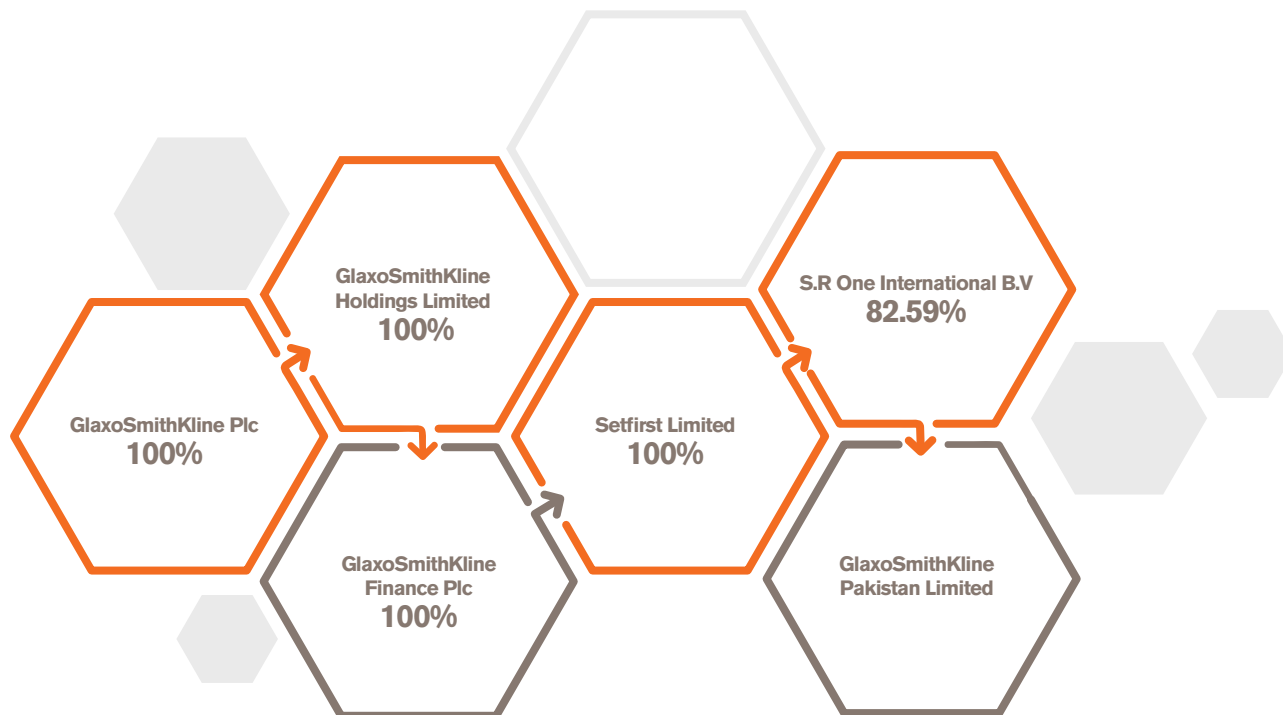 GlaxoSmithKline Plc
100%
GlaxoSmithKline
Holdings Limited
100%
GlaxoSmithKline
Finance Plc
100%
Setfirst Limited
100%
S.R One International B.V
82.59%
GlaxoSmithKline
Pakistan Limited